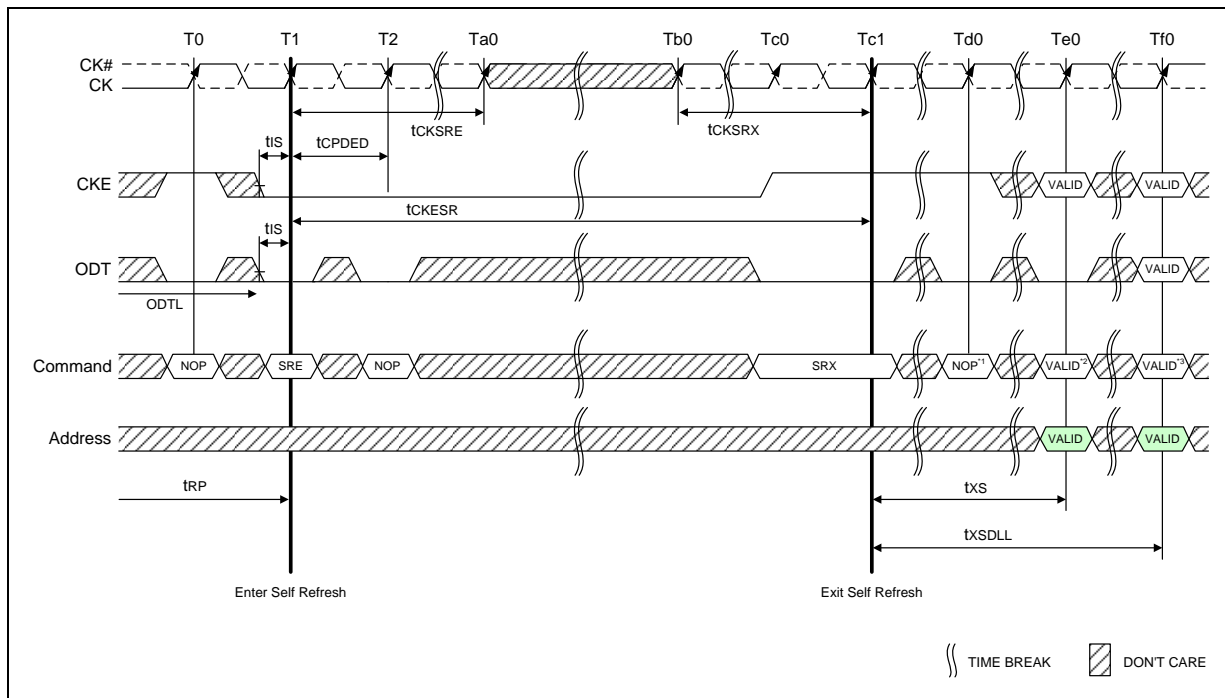 T0 T1 T2 Ta0 Tb0 Tc0 Tc1 Td0 Te0 Tf0
CK#
CK
tCKSRE tCKSRX
tIS tCPDED
CKE VALID VALID
tCKESR
tIS
ODT VALID
ODTL
Command NOP SRE NOP SRX NOP*1 VALID*2 VALID*3
Address VALID VALID
tRP tXS
tXSDLL
Enter Self Refresh Exit Self Refresh
TIME BREAK DON'T CARE